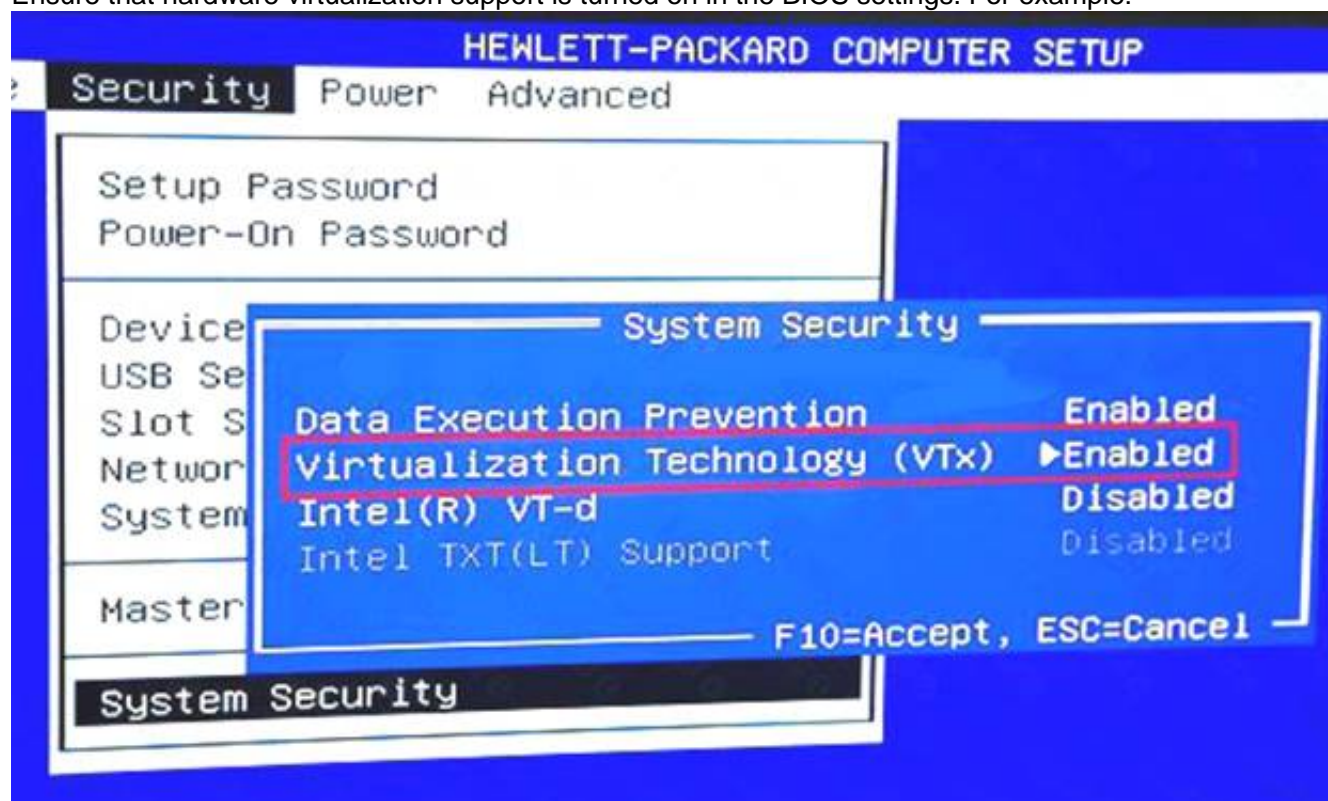 Ensure that hardware virtualization support is turned on in the BIOS settings. For example:
HEWLETT-PACKARD COMPUTER SETUP
Security Power Advanced
Setup Password
Power-On Password
Device
USB Se
Slot S
Networ
System
Master
System Security
System Security
Data Execution Prevention Enabled
Virtualization Technology (VTx) ▶Enabled
Intel(R) VT-d Disabled
Intel TXT(LT) Support Disabled
F10=Accept, ESC=Cancel